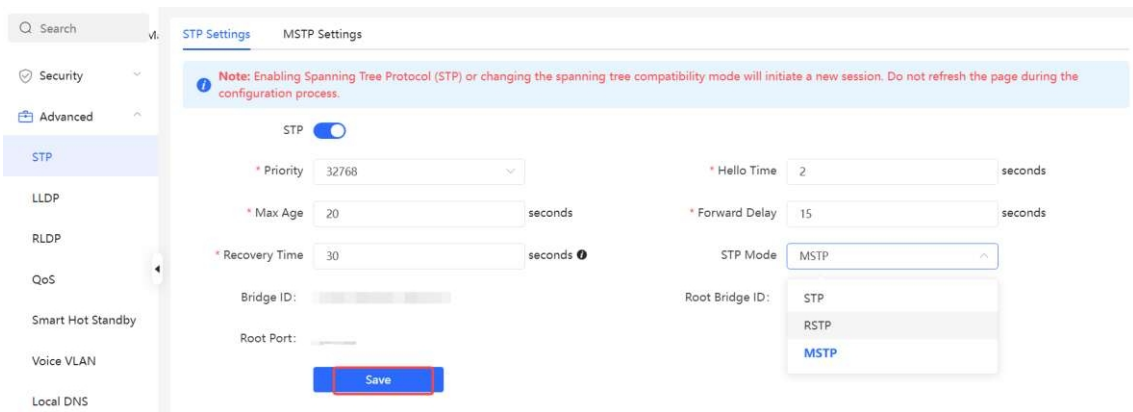 Search
STP Settings
MSTP Settings
Note: Enabling Spanning Tree Protocol (STP) or changing the spanning tree compatibility mode will initiate a new session. Do not refresh the page during the
configuration process.
Security
Advanced
STP
LLDP
RLDP
QoS
Smart Hot Standby
Voice VLAN
Local DNS
STP
* Priority 32768
* Hello Time 2 seconds
* Max Age 20 seconds
* Forward Delay 15 seconds
* Recovery Time 30 seconds
STP Mode MSTP
Bridge ID:
Root Bridge ID:
STP
RSTP
MSTP
Root Port:
Save